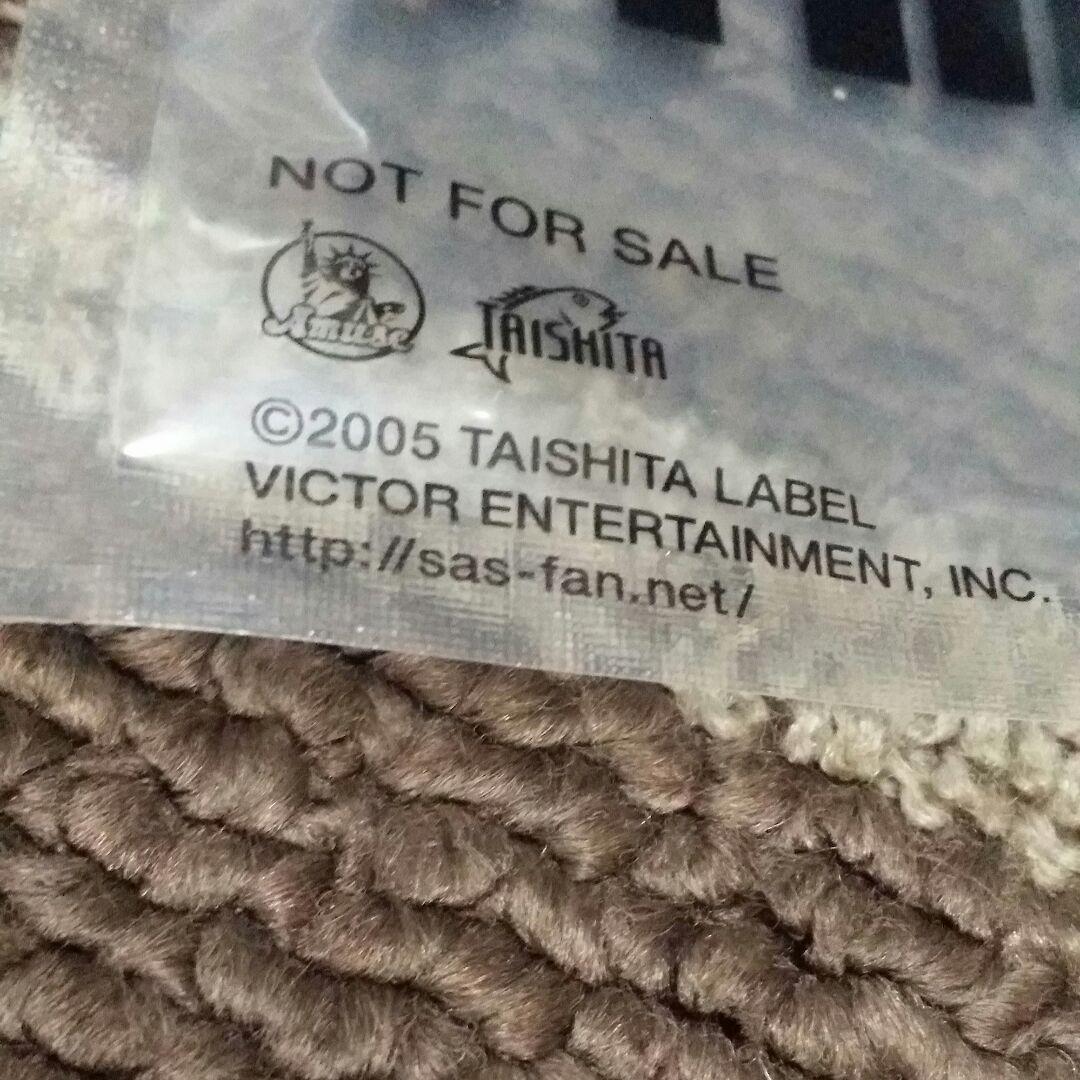 NOT FOR SALE
Amuse TAISHITA
©2005 TAISHITA LABEL
VICTOR ENTERTAINMENT, INC.
http://sas-fan.net/